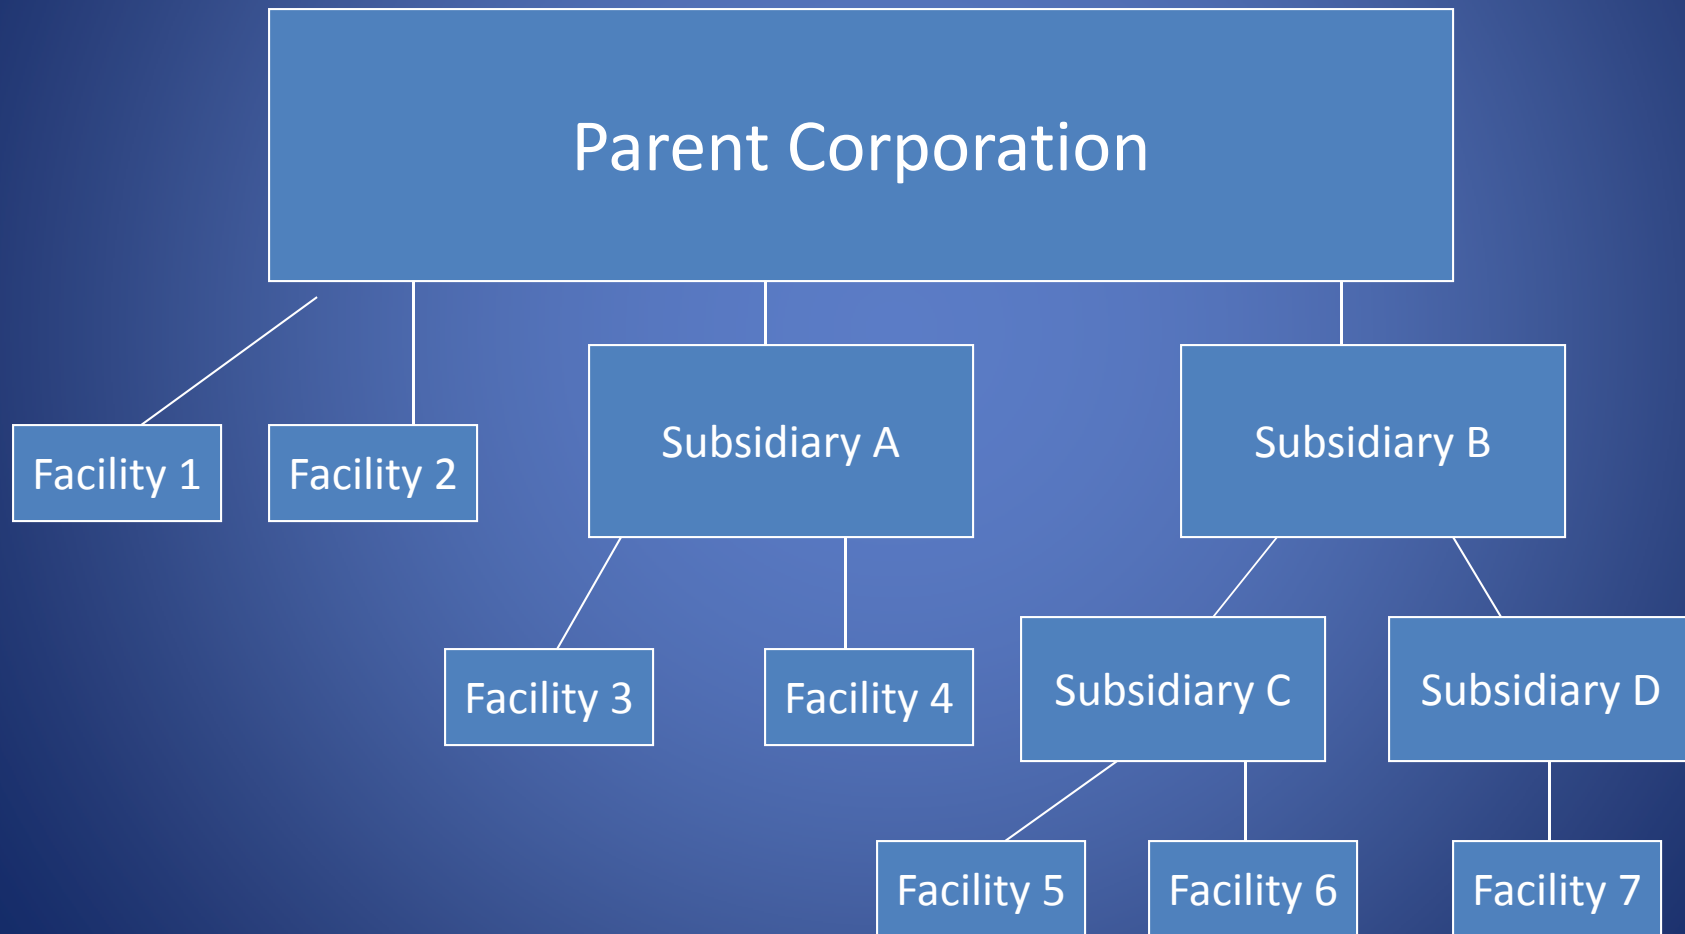 Parent Corporation
Facility 1
Facility 2
Subsidiary A
Subsidiary B
Facility 3
Facility 4
Subsidiary C
Subsidiary D
Facility 5
Facility 6
Facility 7